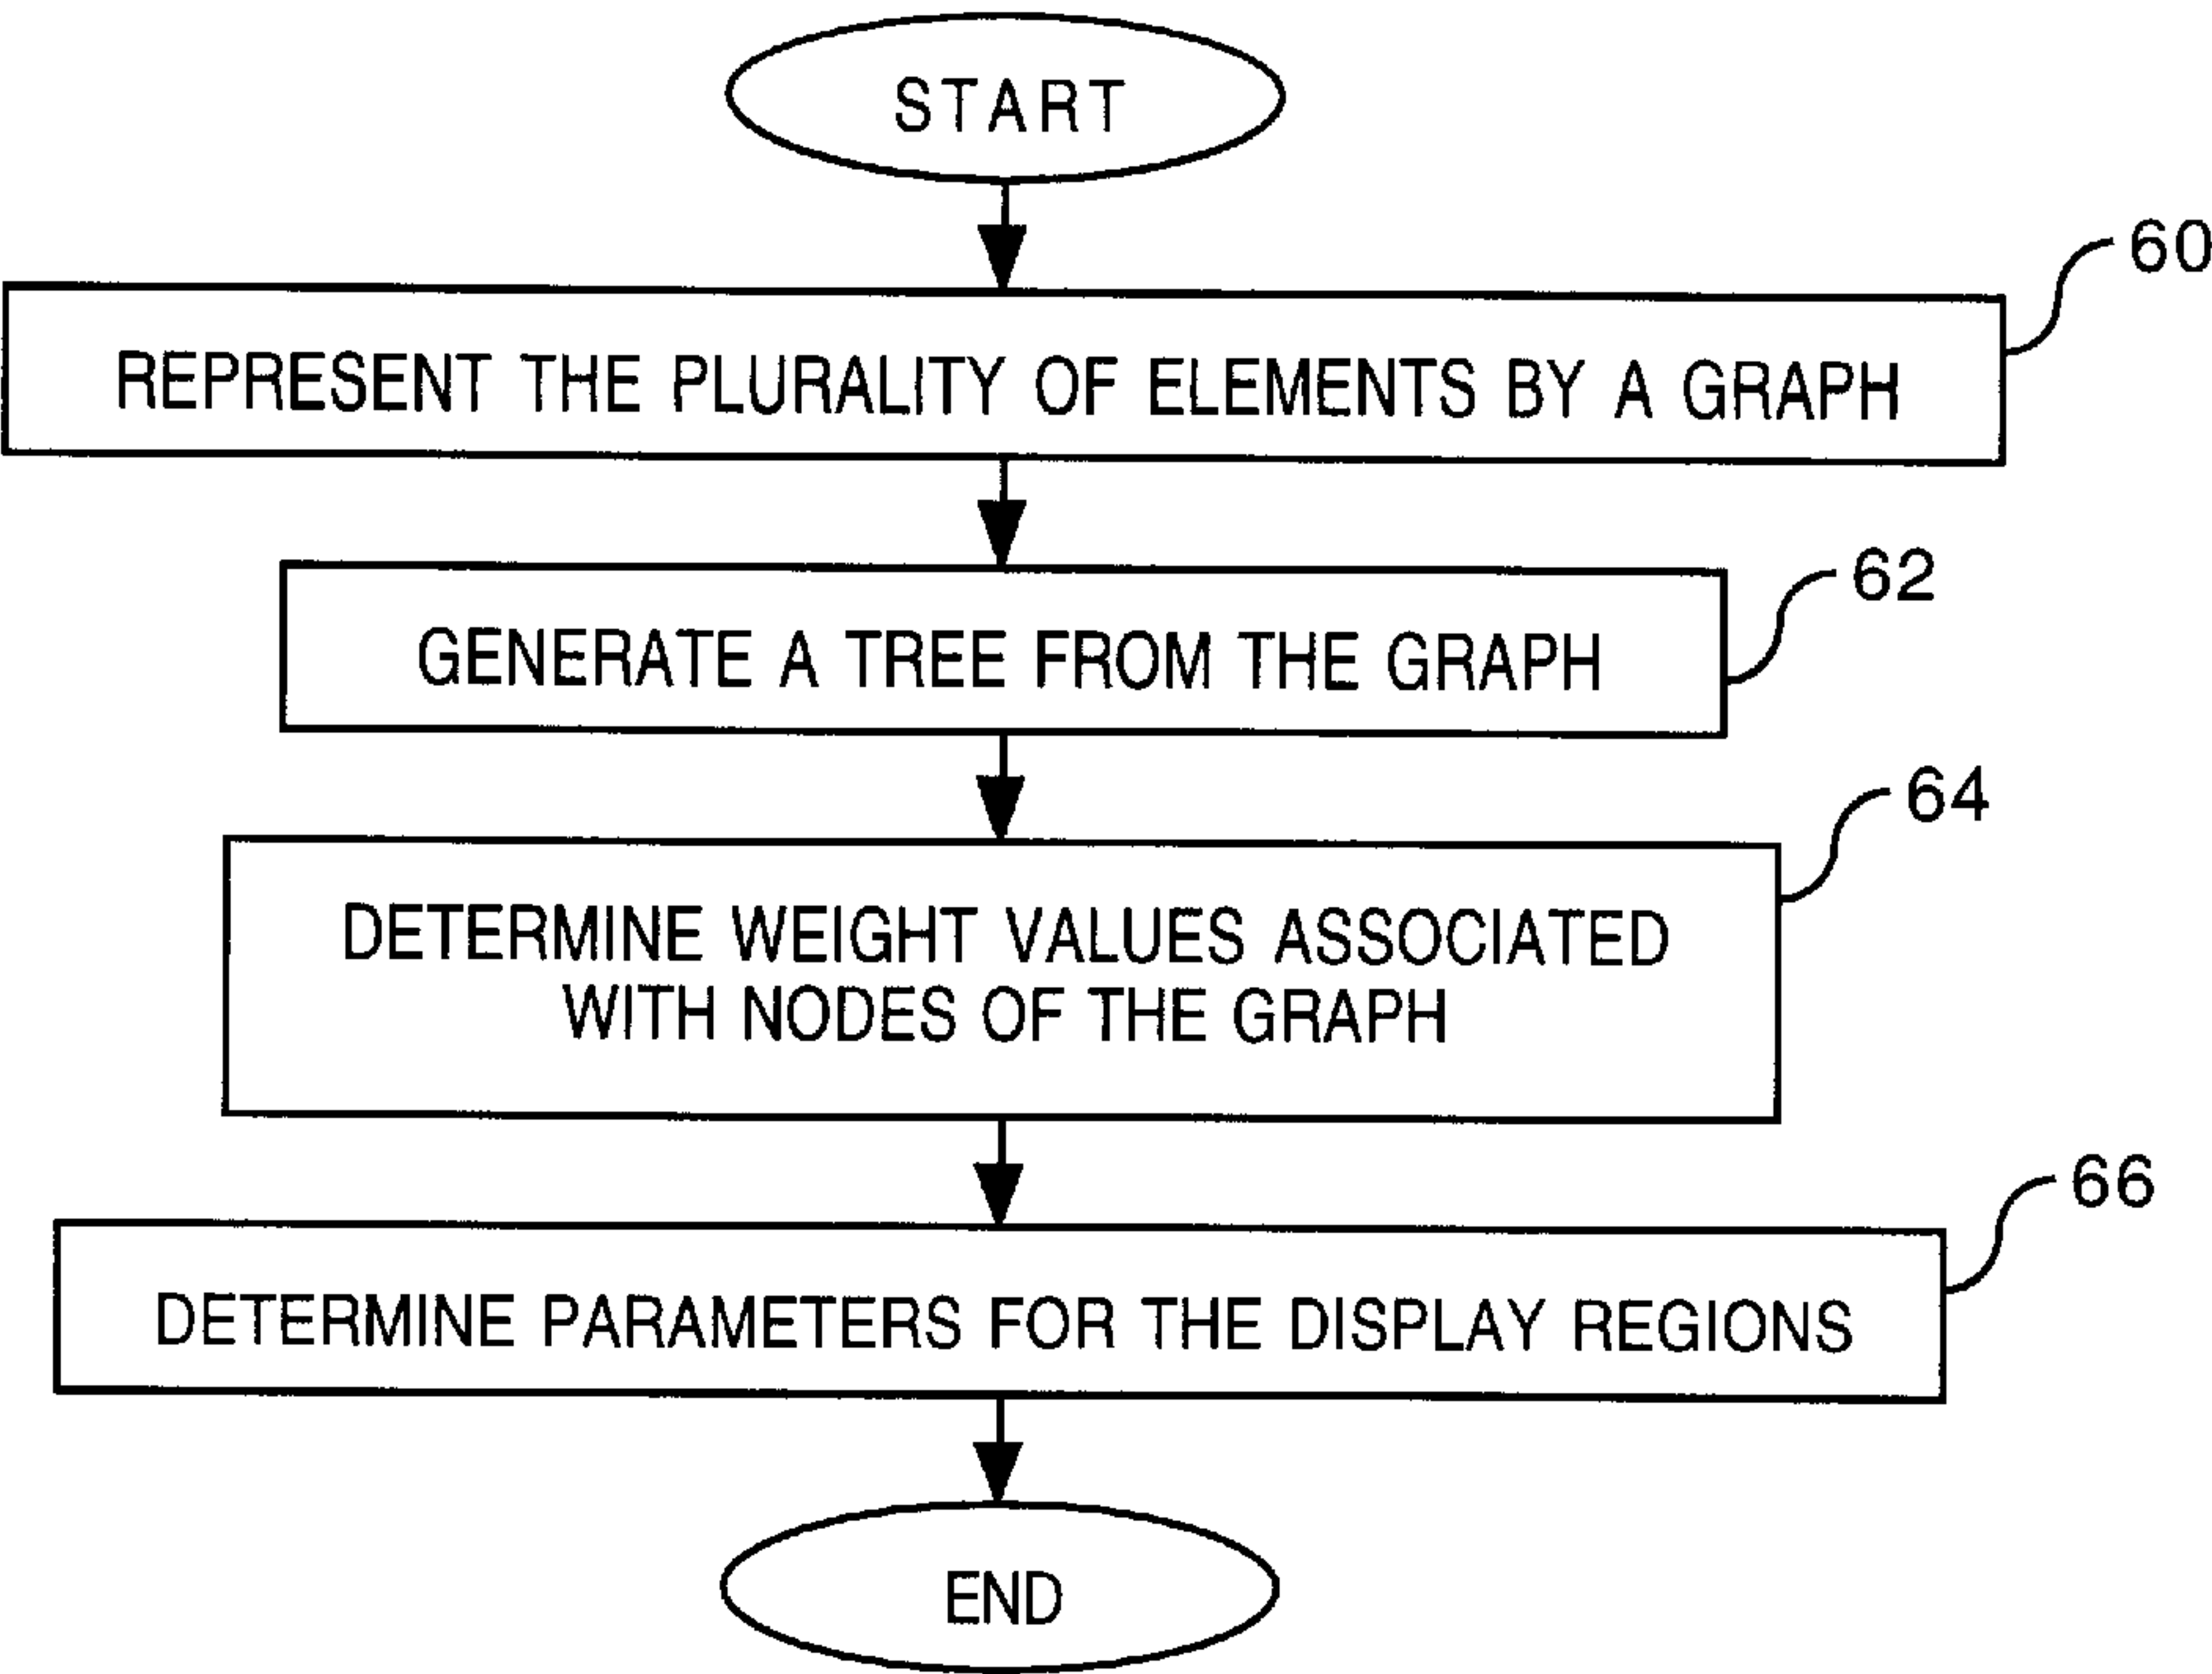 START
60
REPRESENT THE PLURALITY OF ELEMENTS BY A GRAPH
62
GENERATE A TREE FROM THE GRAPH
64
DETERMINE WEIGHT VALUES ASSOCIATED
WITH NODES OF THE GRAPH
66
DETERMINE PARAMETERS FOR THE DISPLAY REGIONS
END